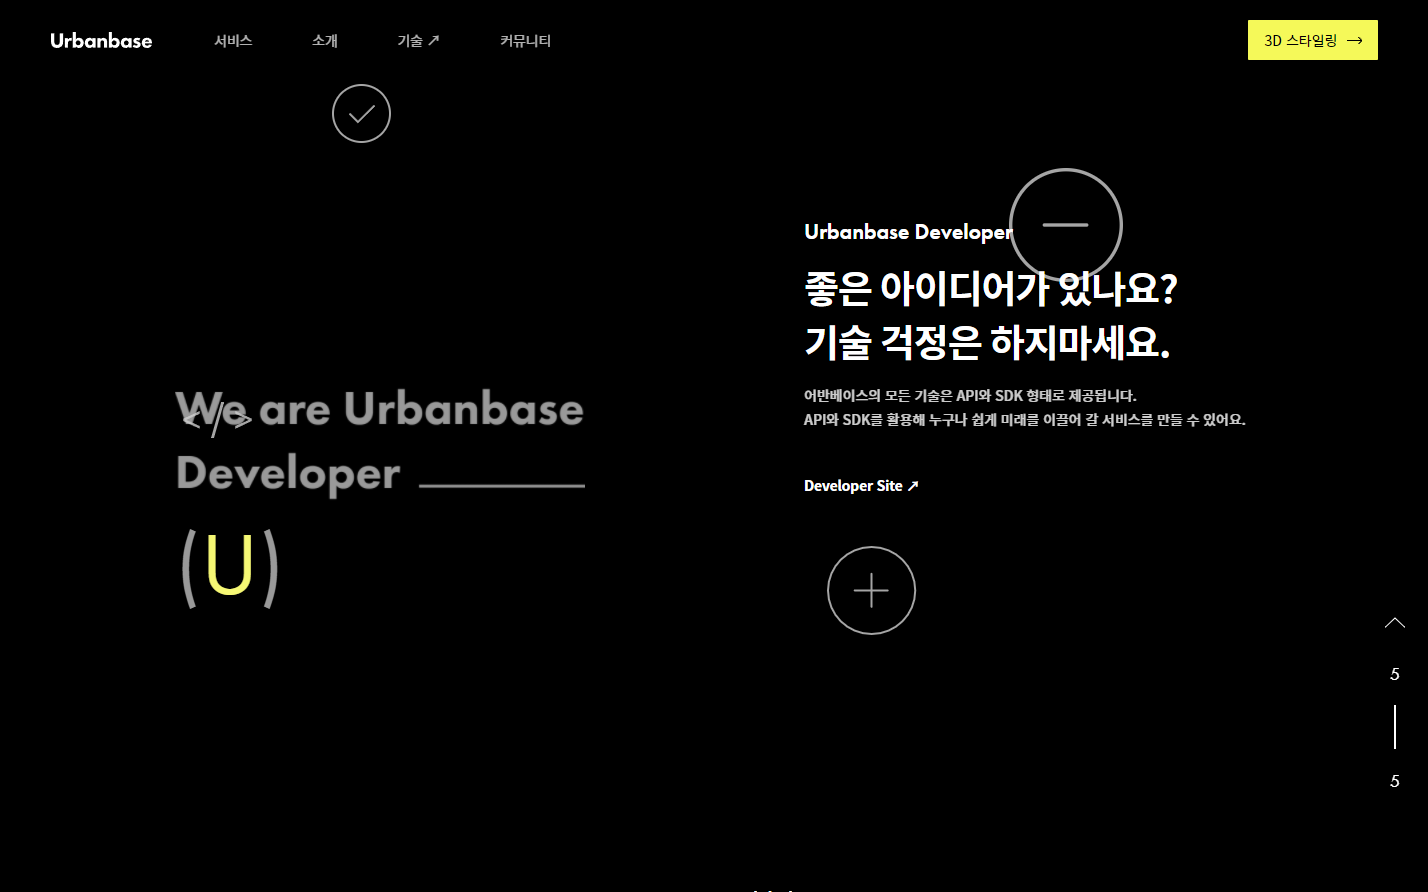 Urbanbase
서비스
소개
기술 ↗
커뮤니티
3D 스타일링 →
Urbanbase Developer
좋은 아이디어가 있나요?
기술 걱정은 하지마세요.
어반베이스의 모든 기술은 API와 SDK 형태로 제공됩니다.
API와 SDK를 활용해 누구나 쉽게 미래를 이끌어 갈 서비스를 만들 수 있어요.
Developer Site ↗
We are Urbanbase
</>
Developer
(U)
5
5